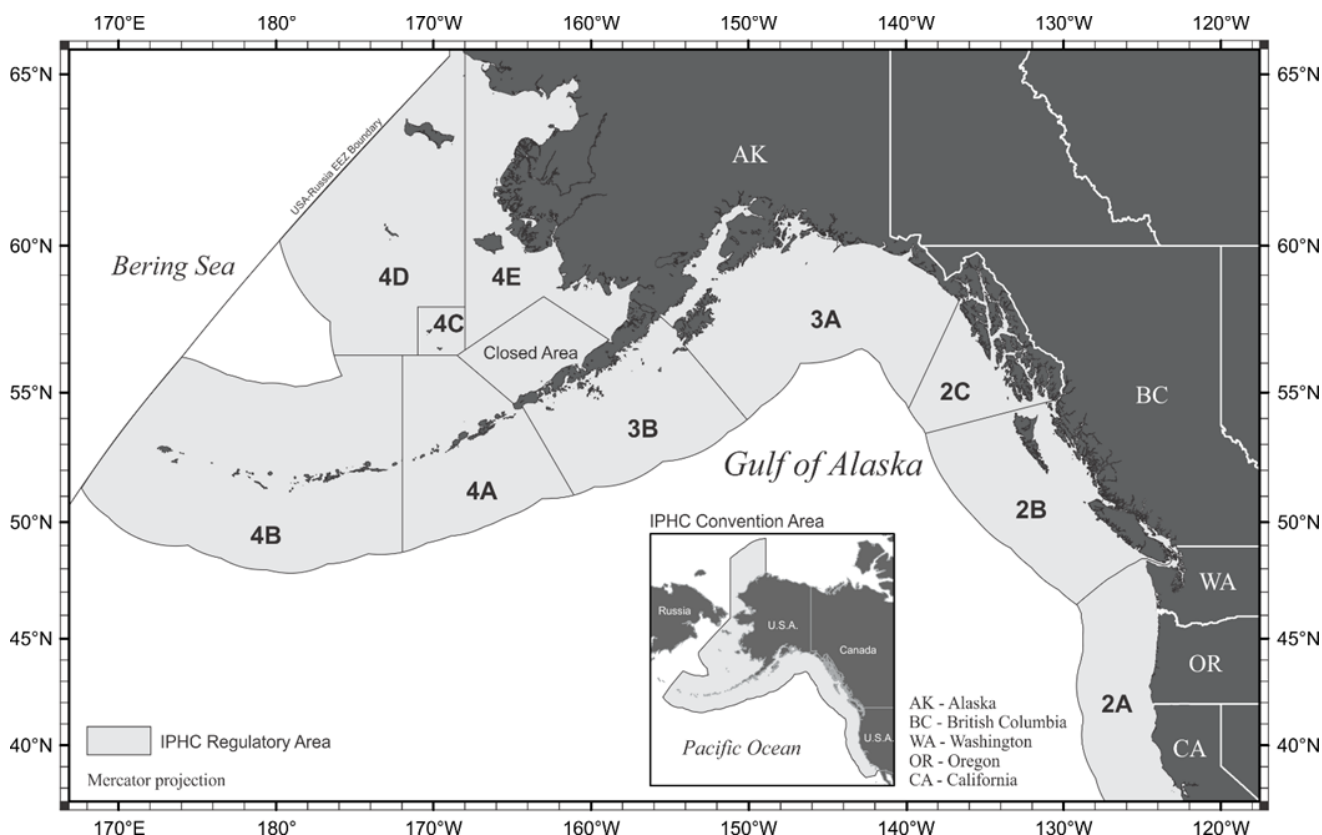 170°E 180° 170°W 160°W 150°W 140°W 130°W 120°W
65°N 65°N
USA-Russia EEZ Boundary
AK
60°N 60°N
Bering Sea
4D 4E
3A
4C
Closed Area
55°N 55°N
2C BC
3B
Gulf of Alaska
4A
2B
50°N 50°N
4B
IPHC Convention Area
WA
Russia
U.S.A.
Canada
45°N 45°N
OR
2A
AK - Alaska
BC - British Columbia
WA - Washington
OR - Oregon
CA - California
U.S.A.
IPHC Regulatory Area
Pacific Ocean
CA
40°N 40°N
Mercator projection
170°E 180° 170°W 160°W 150°W 140°W 130°W 120°W